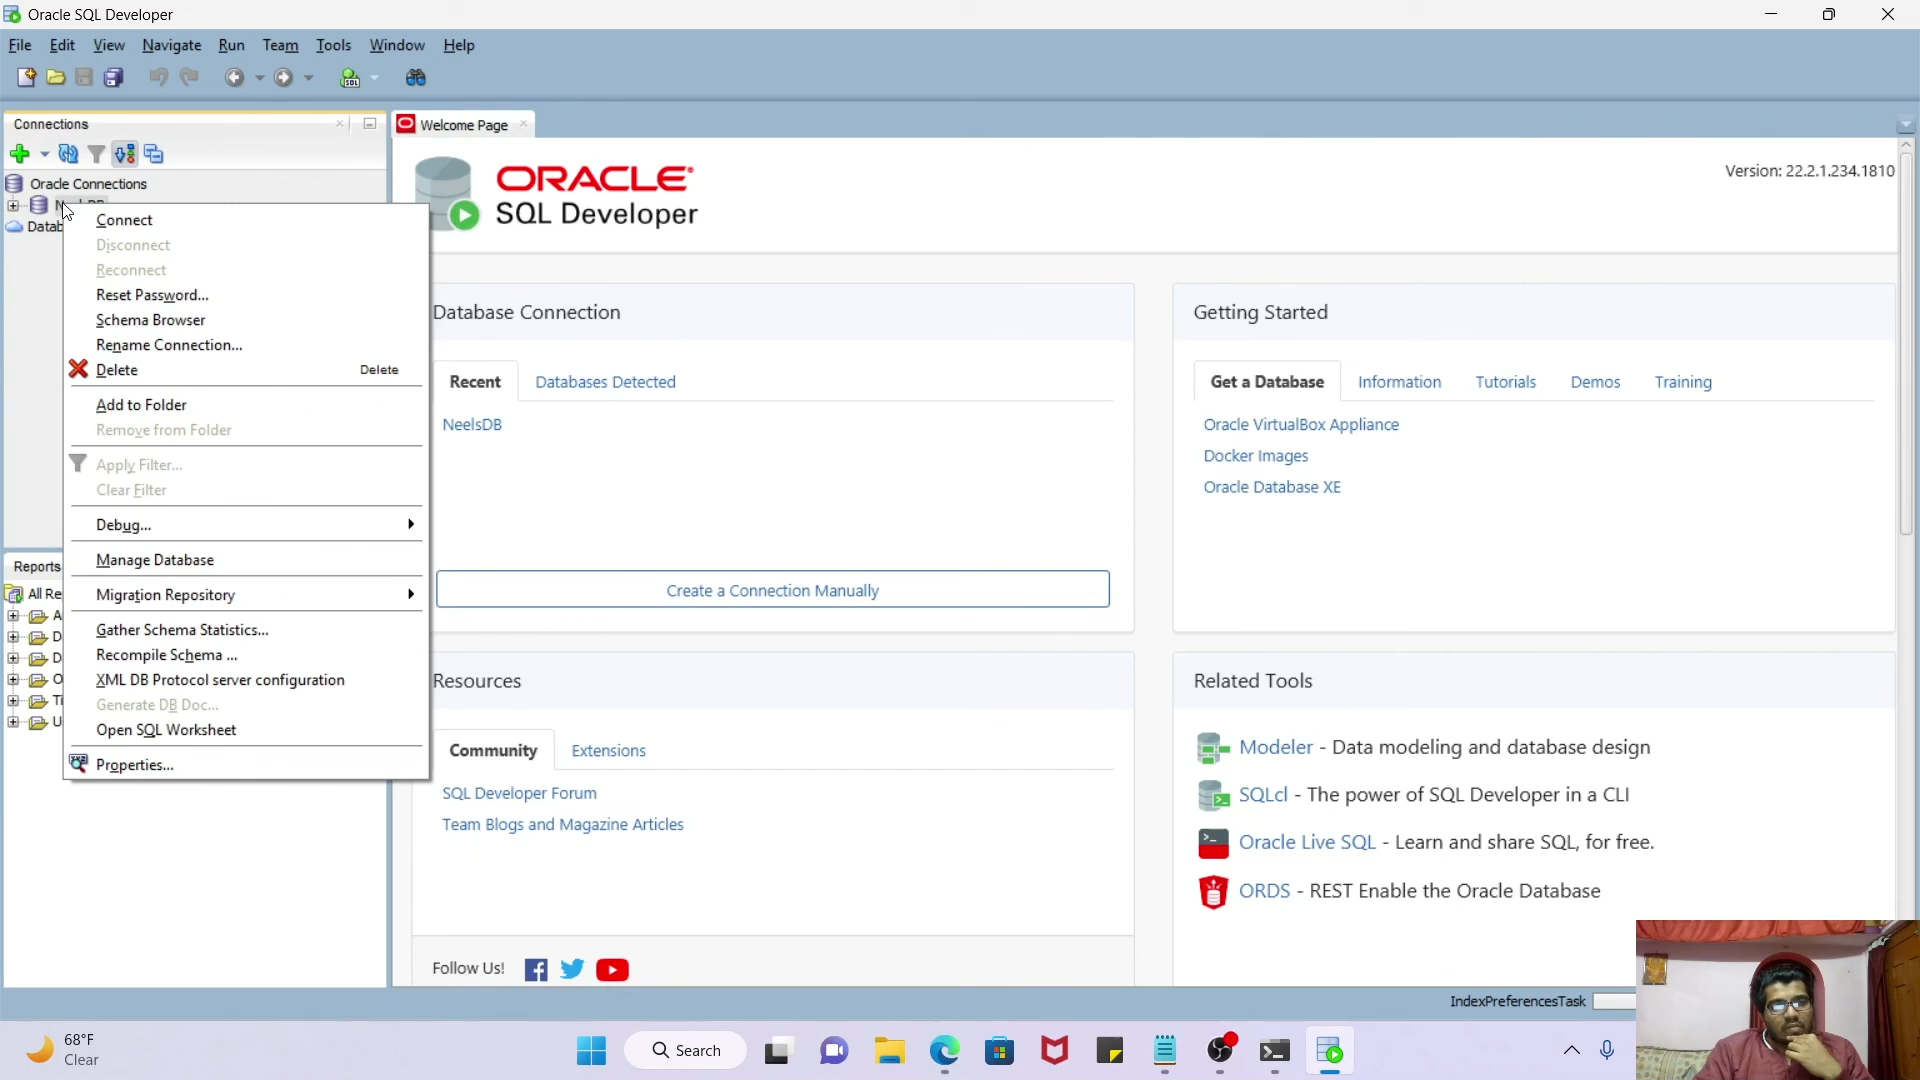 Oracle SQL Developer
File Edit View Navigate Run Team Tools Window Help
Connections
Welcome Page
Oracle Connections
Connect
Disconnect
Reconnect
Reset Password...
Schema Browser
Rename Connection...
Delete Delete
Add to Folder
Remove from Folder
Apply Filter...
Clear Filter
Debug...
Manage Database
Migration Repository
Gather Schema Statistics...
Recompile Schema ...
XML DB Protocol server configuration
Generate DB Doc...
Open SQL Worksheet
Properties...
Reports
ORACLE
SQL Developer
Version: 22.2.1.234.1810
Database Connection
Recent Databases Detected
NeelsDB
Create a Connection Manually
Getting Started
Get a Database Information Tutorials Demos Training
Oracle VirtualBox Appliance
Docker Images
Oracle Database XE
Resources
Community Extensions
SQL Developer Forum
Team Blogs and Magazine Articles
Follow Us!
Related Tools
Modeler - Data modeling and database design
SQLcl - The power of SQL Developer in a CLI
Oracle Live SQL - Learn and share SQL, for free.
ORDS - REST Enable the Oracle Database
IndexPreferencesTask
68°F
Clear
Search